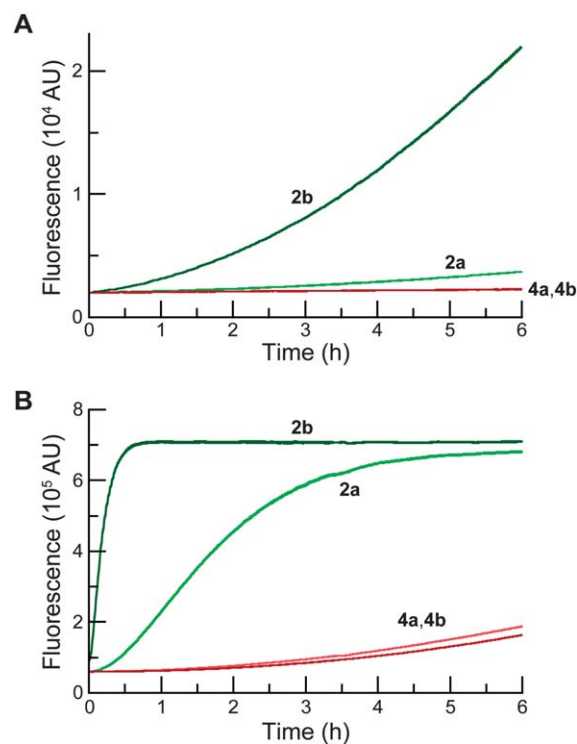 A
Fluorescence (10⁴ AU)
2
1
0
2b
2a
4a,4b
0 1 2 3 4 5 6
Time (h)
B
Fluorescence (10⁵ AU)
8
6
4
2
0
2b
2a
4a,4b
0 1 2 3 4 5 6
Time (h)